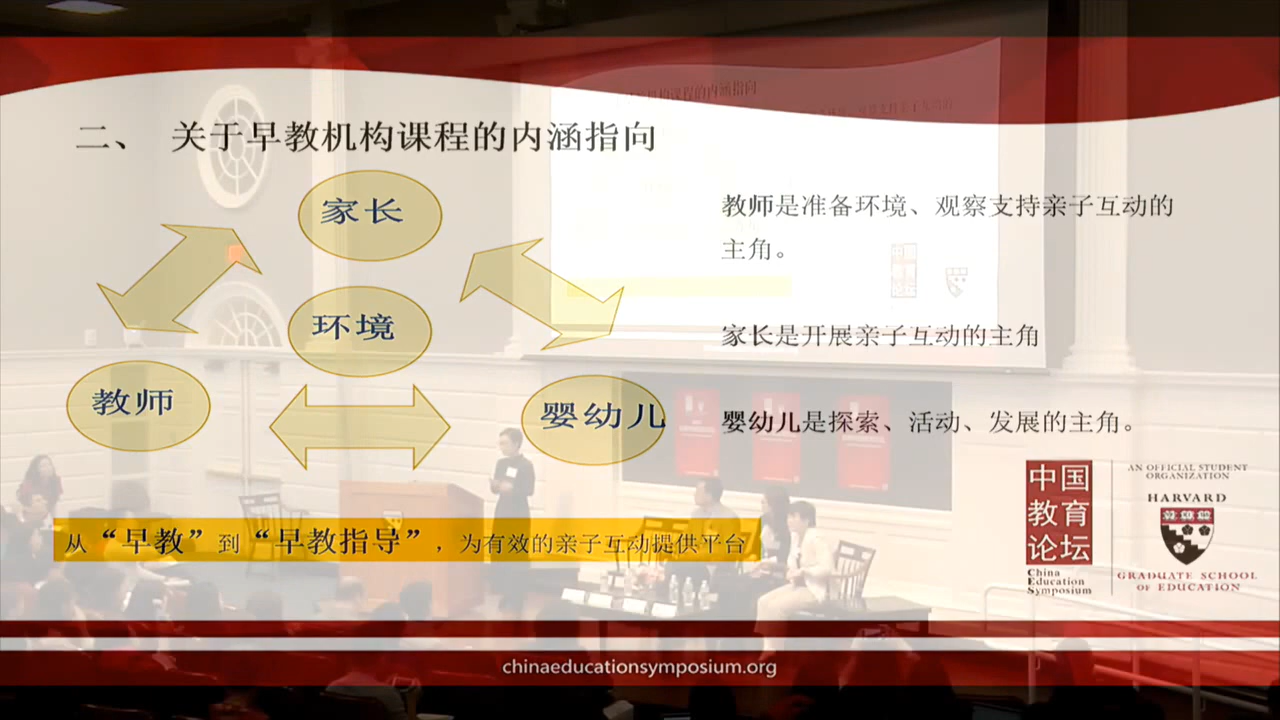 二、 关于早教机构课程的内涵指向
家长
环境
教师
婴幼儿
教师是准备环境、观察支持亲子互动的
主角。
家长是开展亲子互动的主角
婴幼儿是探索、活动、发展的主角。
从“早教”到“早教指导”，为有效的亲子互动提供平台
中国
教育
论坛
China
Education
Symposium
AN OFFICIAL STUDENT
ORGANIZATION
HARVARD
GRADUATE SCHOOL
OF EDUCATION
chinaeducationsymposium.org